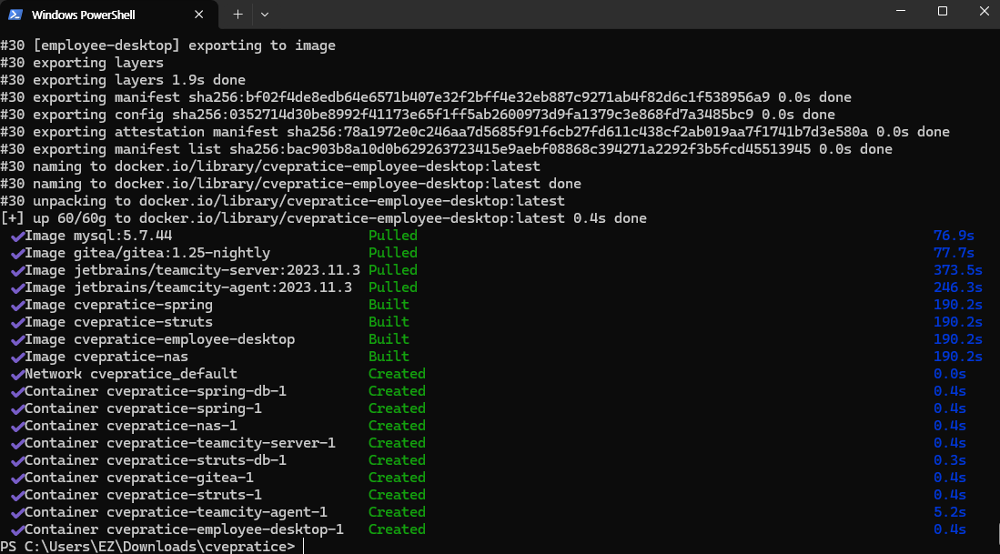 Windows PowerShell
#30 [employee-desktop] exporting to image
#30 exporting layers
#30 exporting layers 1.9s done
#30 exporting manifest sha256:bf02f4de8edb64e6571b407e32f2bff4e32eb887c9271ab4f82d6c1f538956a9 0.0s done
#30 exporting config sha256:0352714d30be8992f41173e65f1ff5ab2600973d9fa1379c3e868fd7a3485bc9 0.0s done
#30 exporting attestation manifest sha256:78a1972e0c246aa7d5685f91f6cb27fd611c438cf2ab019aa7f1741b7d3e580a 0.0s done
#30 exporting manifest list sha256:bac903b8a10d0b629263723415e9aebf08868c394271a2292f3b5fcd45513945 0.0s done
#30 naming to docker.io/library/cvepratice-employee-desktop:latest
#30 naming to docker.io/library/cvepratice-employee-desktop:latest done
#30 unpacking to docker.io/library/cvepratice-employee-desktop:latest
[+] up 60/60g to docker.io/library/cvepratice-employee-desktop:latest 0.4s done
✔Image mysql:5.7.44 Pulled 76.9s
✔Image gitea/gitea:1.25-nightly Pulled 77.7s
✔Image jetbrains/teamcity-server:2023.11.3 Pulled 373.5s
✔Image jetbrains/teamcity-agent:2023.11.3 Pulled 246.3s
✔Image cvepratice-spring Built 190.2s
✔Image cvepratice-struts Built 190.2s
✔Image cvepratice-employee-desktop Built 190.2s
✔Image cvepratice-nas Built 190.2s
✔Network cvepratice_default Created 0.0s
✔Container cvepratice-spring-db-1 Created 0.4s
✔Container cvepratice-spring-1 Created 0.4s
✔Container cvepratice-nas-1 Created 0.4s
✔Container cvepratice-teamcity-server-1 Created 0.4s
✔Container cvepratice-struts-db-1 Created 0.3s
✔Container cvepratice-gitea-1 Created 0.4s
✔Container cvepratice-struts-1 Created 0.4s
✔Container cvepratice-teamcity-agent-1 Created 5.2s
✔Container cvepratice-employee-desktop-1 Created 0.4s
PS C:\Users\EZ\Downloads\cvepratice>